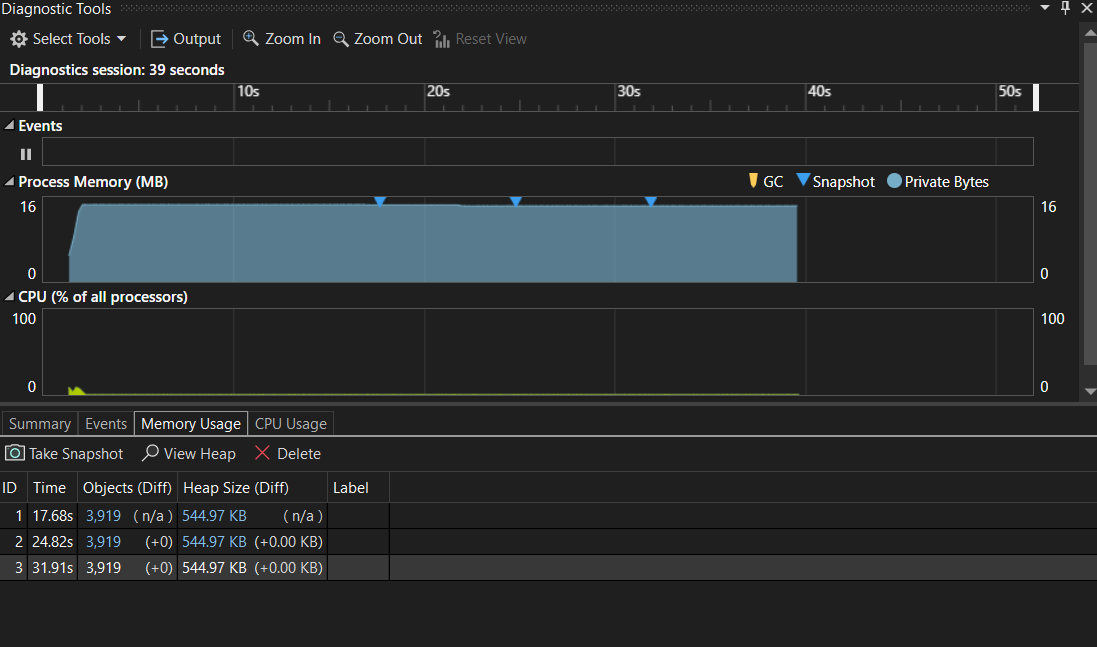 Diagnostic Tools
Select Tools Output Zoom In Zoom Out Reset View
Diagnostics session: 39 seconds
10s 20s 30s 40s 50s
Events
Process Memory (MB) GC Snapshot Private Bytes
16 16
0 0
CPU (% of all processors)
100 100
0 0
Summary Events Memory Usage CPU Usage
Take Snapshot View Heap Delete
ID Time Objects (Diff) Heap Size (Diff) Label
1 17.68s 3,919 (n/a) 544.97 KB (n/a)
2 24.82s 3,919 (+0) 544.97 KB (+0.00 KB)
3 31.91s 3,919 (+0) 544.97 KB (+0.00 KB)